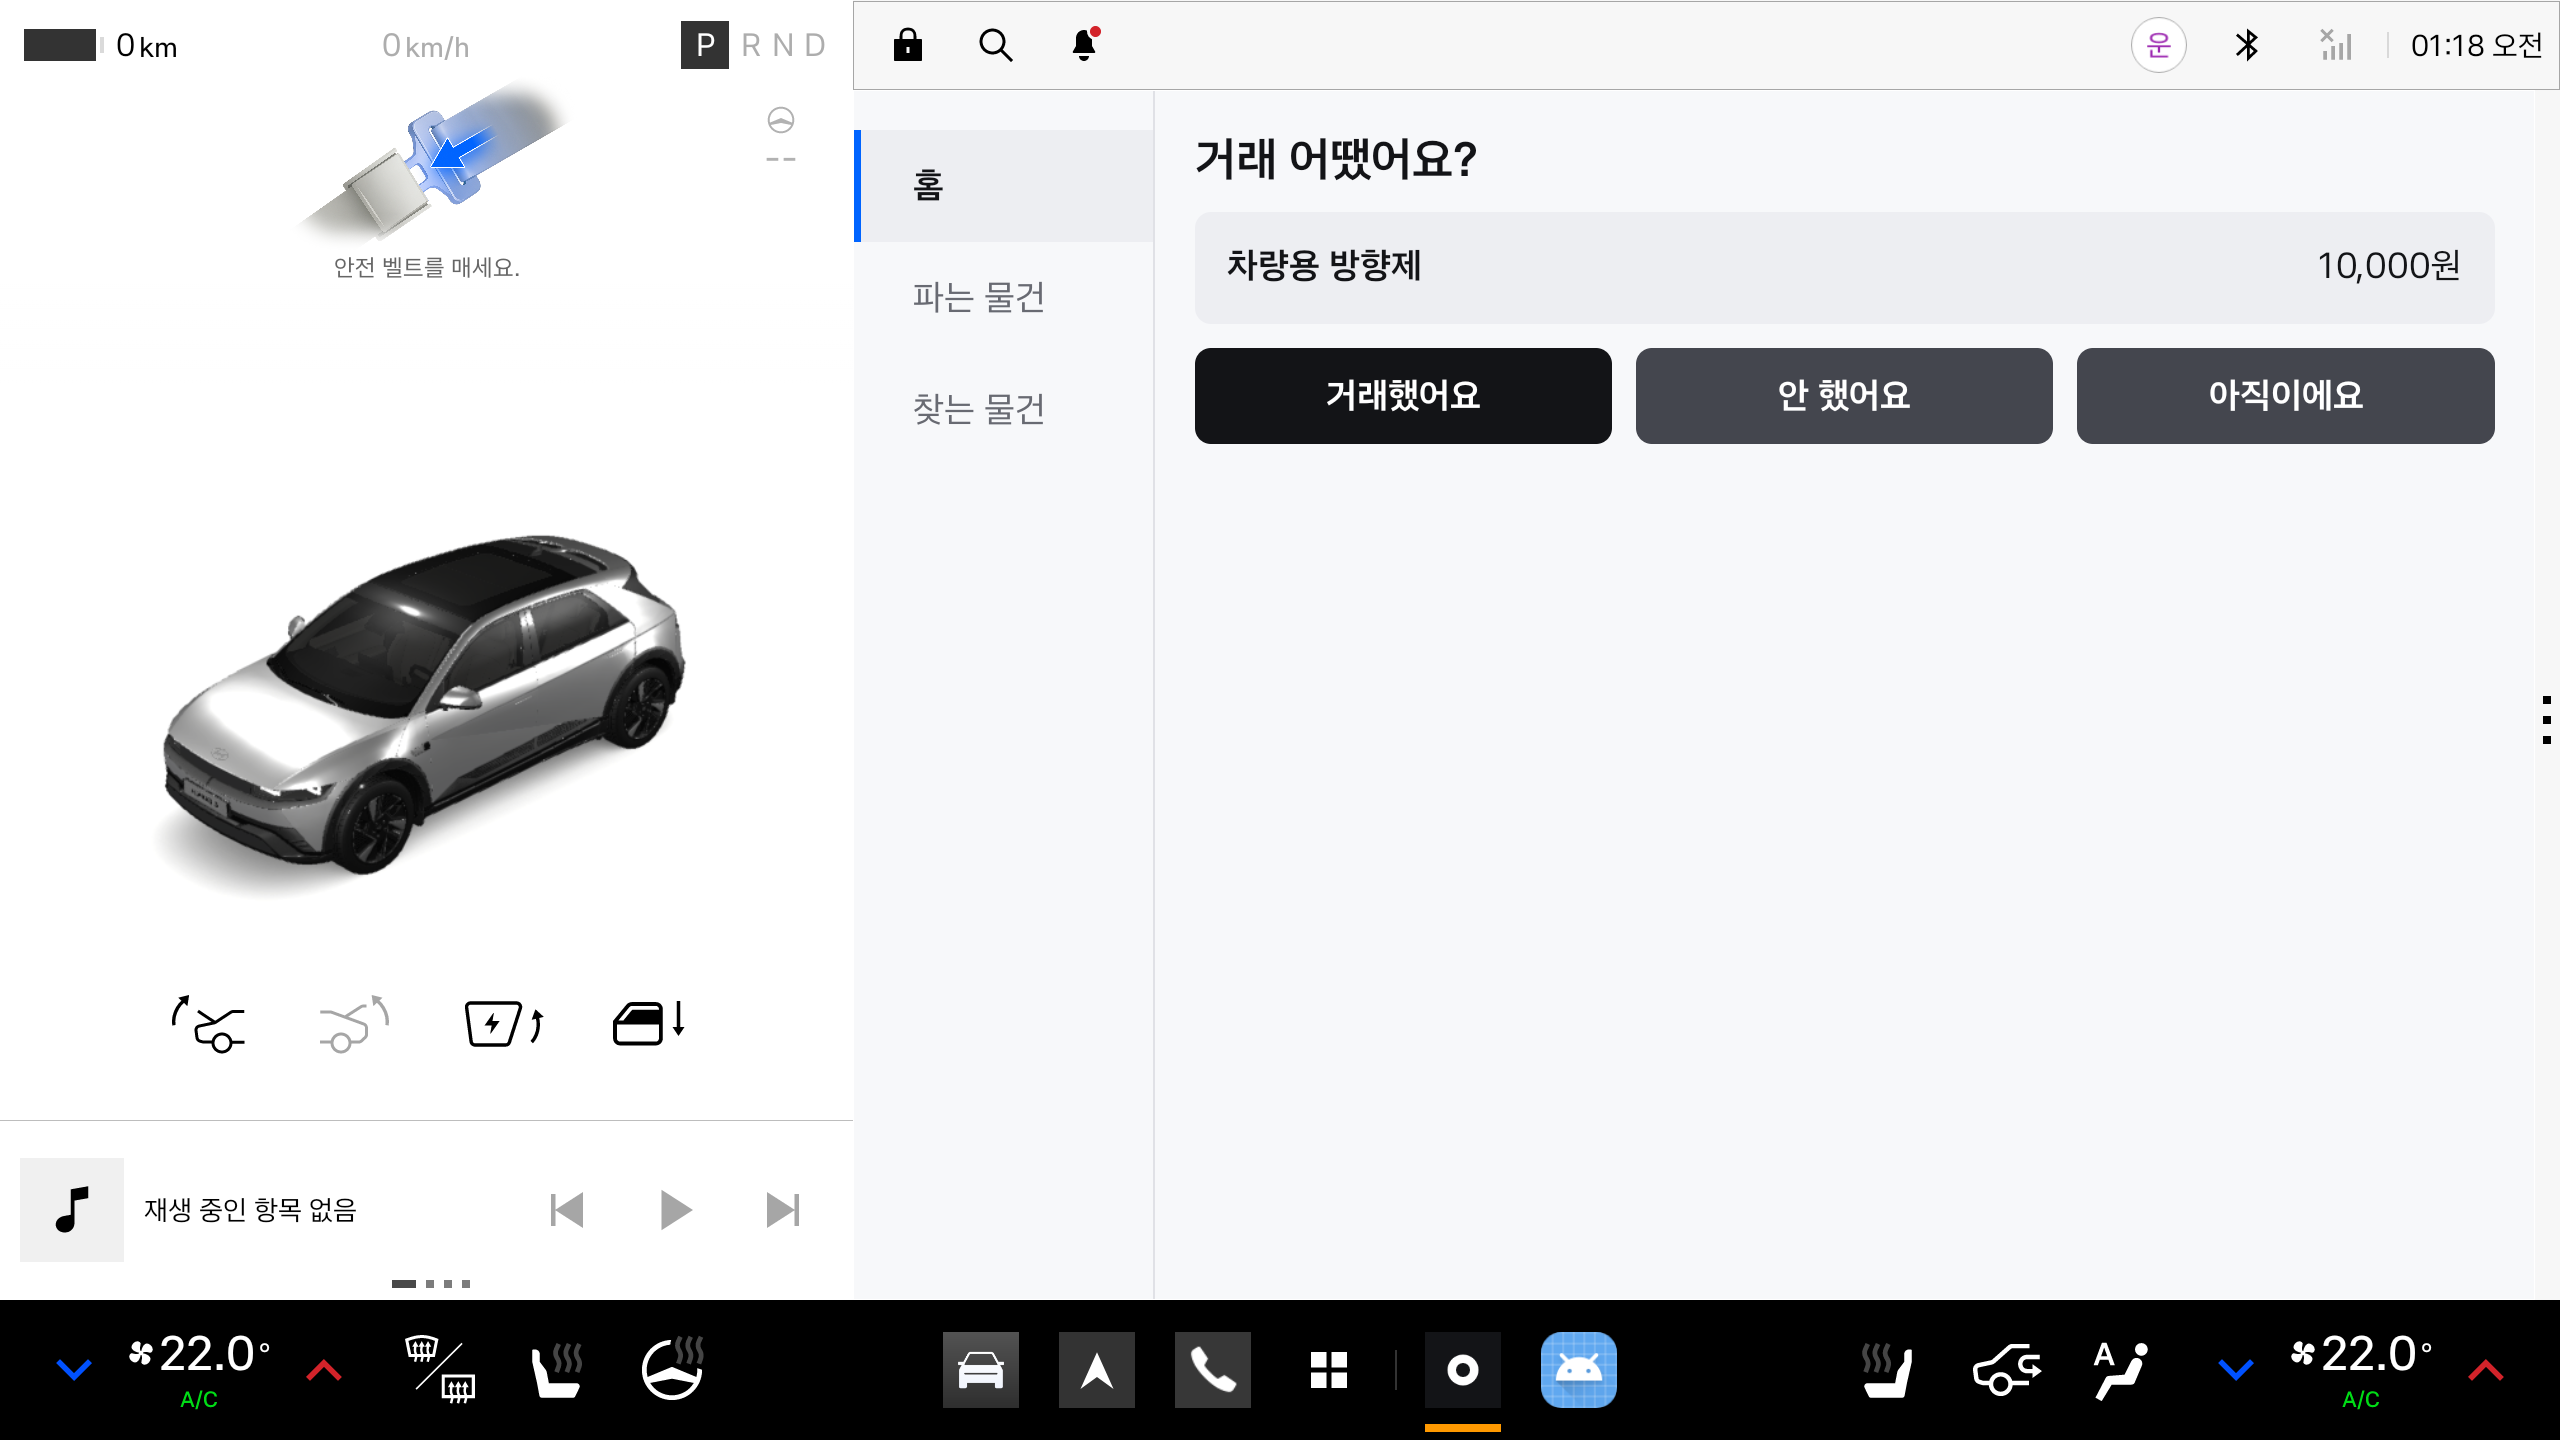 0 km
0 km/h
P R N D
안전 벨트를 매세요.
재생 중인 항목 없음
운
01:18 오전
홈
파는 물건
찾는 물건
거래 어땠어요?
차량용 방향제
10,000원
거래했어요
안 했어요
아직이에요
22.0°
A/C
A
22.0°
A/C